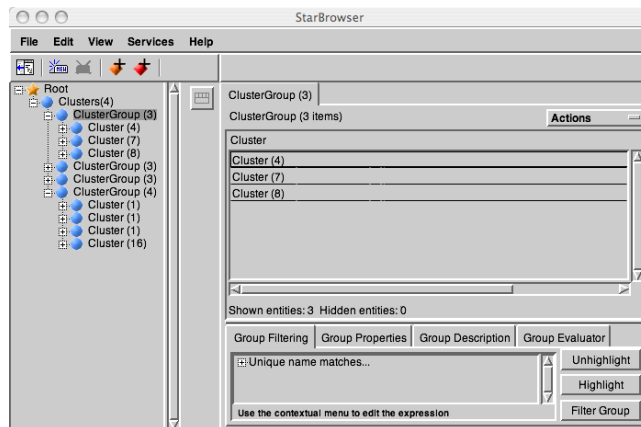 StarBrowser
File Edit View Services Help
Root
Clusters(4)
ClusterGroup (3)
Cluster (4)
Cluster (7)
Cluster (8)
ClusterGroup (3)
ClusterGroup (3)
ClusterGroup (4)
Cluster (1)
Cluster (1)
Cluster (1)
Cluster (16)
ClusterGroup (3)
ClusterGroup (3 items)
Actions
Cluster
Cluster (4)
Cluster (7)
Cluster (8)
Shown entities: 3 Hidden entities: 0
Group Filtering Group Properties Group Description Group Evaluator
Unique name matches...
Use the contextual menu to edit the expression
Unhighlight
Highlight
Filter Group